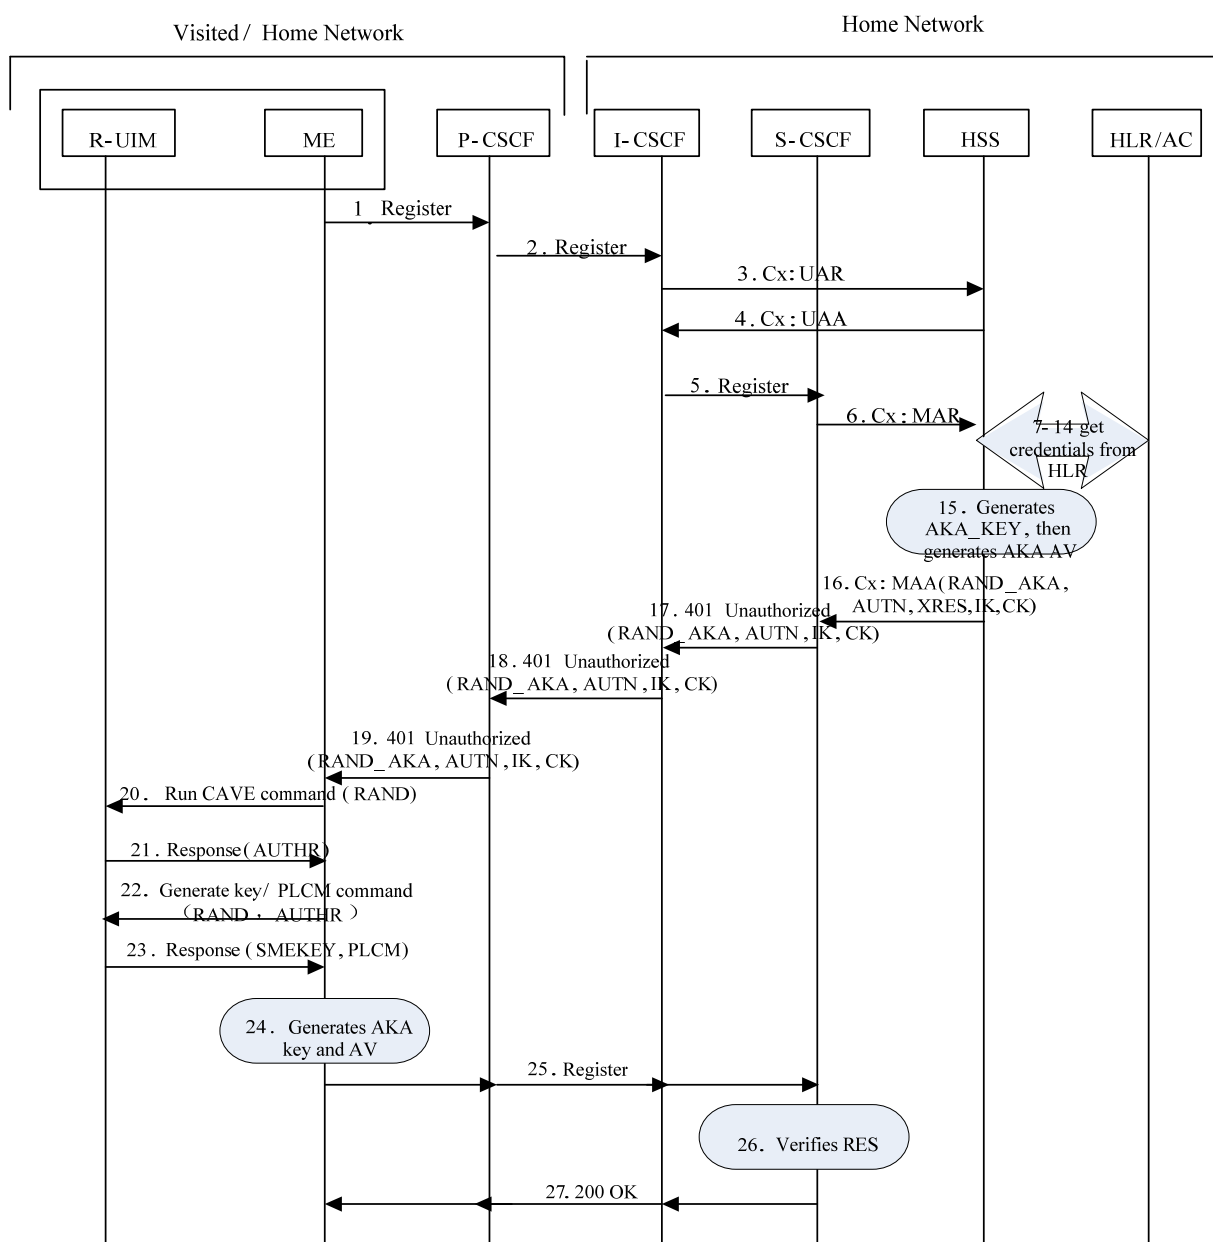 Visited / Home Network
Home Network
R-UIM
ME
P-CSCF
I-CSCF
S-CSCF
HSS
HLR/AC
1. Register
2. Register
3. Cx:UAR
4. Cx:UAA
5. Register
6. Cx:MAR
7-14 get
credentials from
HLR
15. Generates
AKA_KEY, then
generates AKA AV
16. Cx: MAA(RAND_AKA,
AUTN, XRES,IK,CK)
17. 401 Unauthorized
(RAND_AKA, AUTN, IK, CK)
18. 401 Unauthorized
(RAND_AKA, AUTN, IK, CK)
19. 401 Unauthorized
(RAND_AKA, AUTN, IK, CK)
20. Run CAVE command (RAND)
21. Response(AUTHR)
22. Generate key/ PLCM command
(RAND, AUTHR)
23. Response (SMEKEY, PLCM)
24. Generates AKA
key and AV
25. Register
26. Verifies RES
27. 200 OK